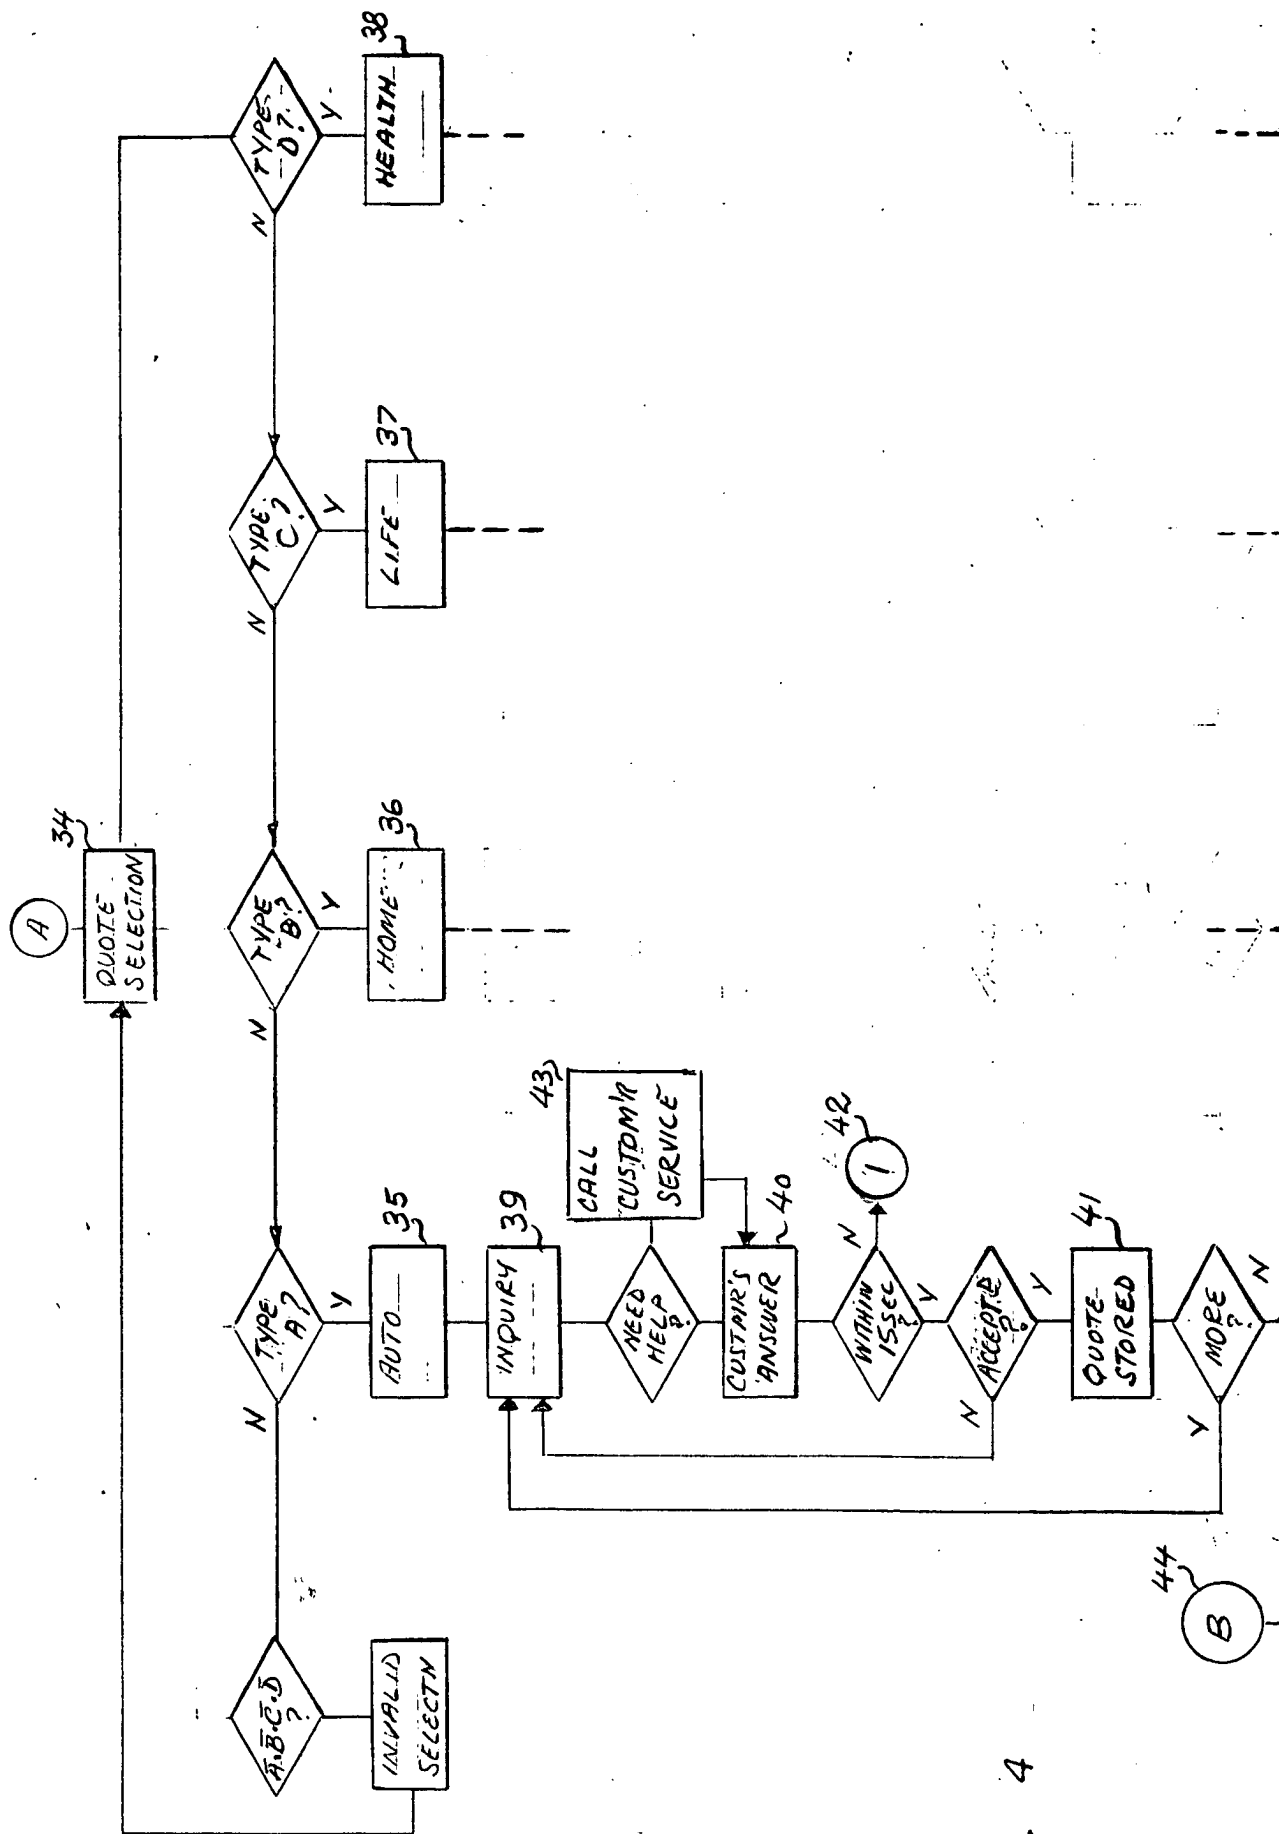 A
34
QUOTE
SELECTION
TYPE
D?
N
Y
HEALTH
38
TYPE
C?
N
Y
LIFE
37
TYPE
B?
N
Y
HOME
36
TYPE
A?
N
Y
AUTO
35
A̅.B̅.C̅.D̅
?
INVALID
SELECTN
INQUIRY
39
NEED
HELP
?
CALL
CUSTOM'R
SERVICE
43
CUSTMR'S
ANSWER
40
WITHIN
15SEC
?
N
1
42
Y
ACCEPTED
?
N
Y
QUOTE
STORED
41
MORE
?
Y
N
B
44
4